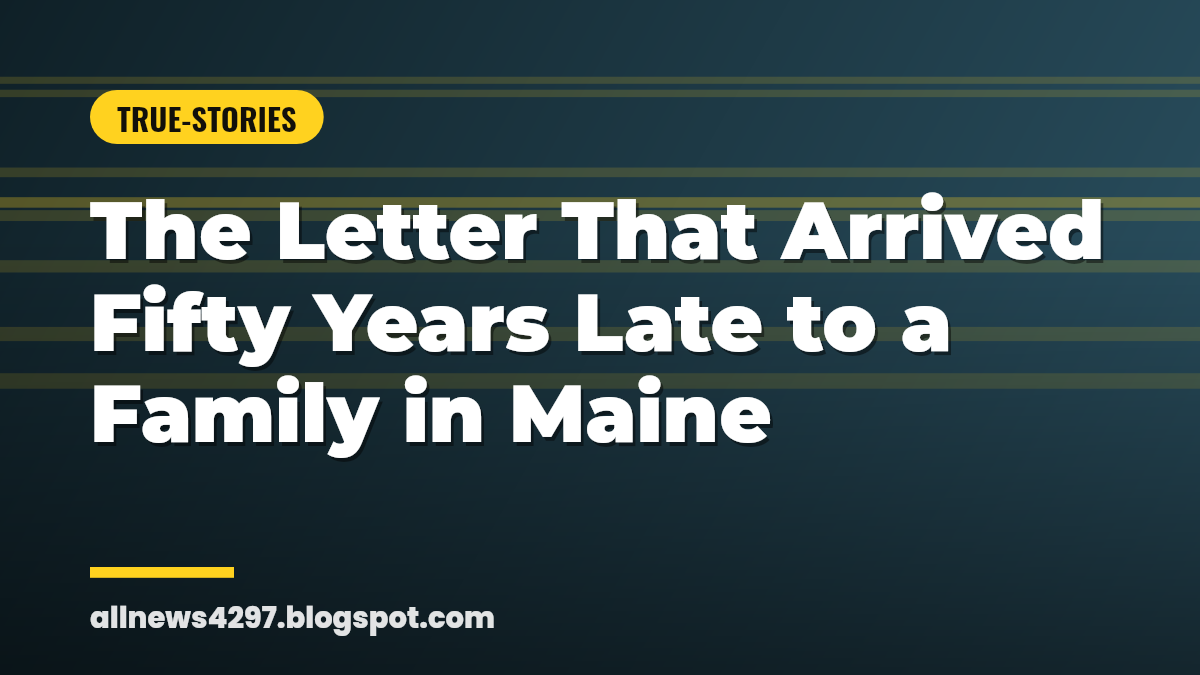 TRUE-STORIES
The Letter That Arrived
Fifty Years Late to a
Family in Maine
allnews4297.blogspot.com